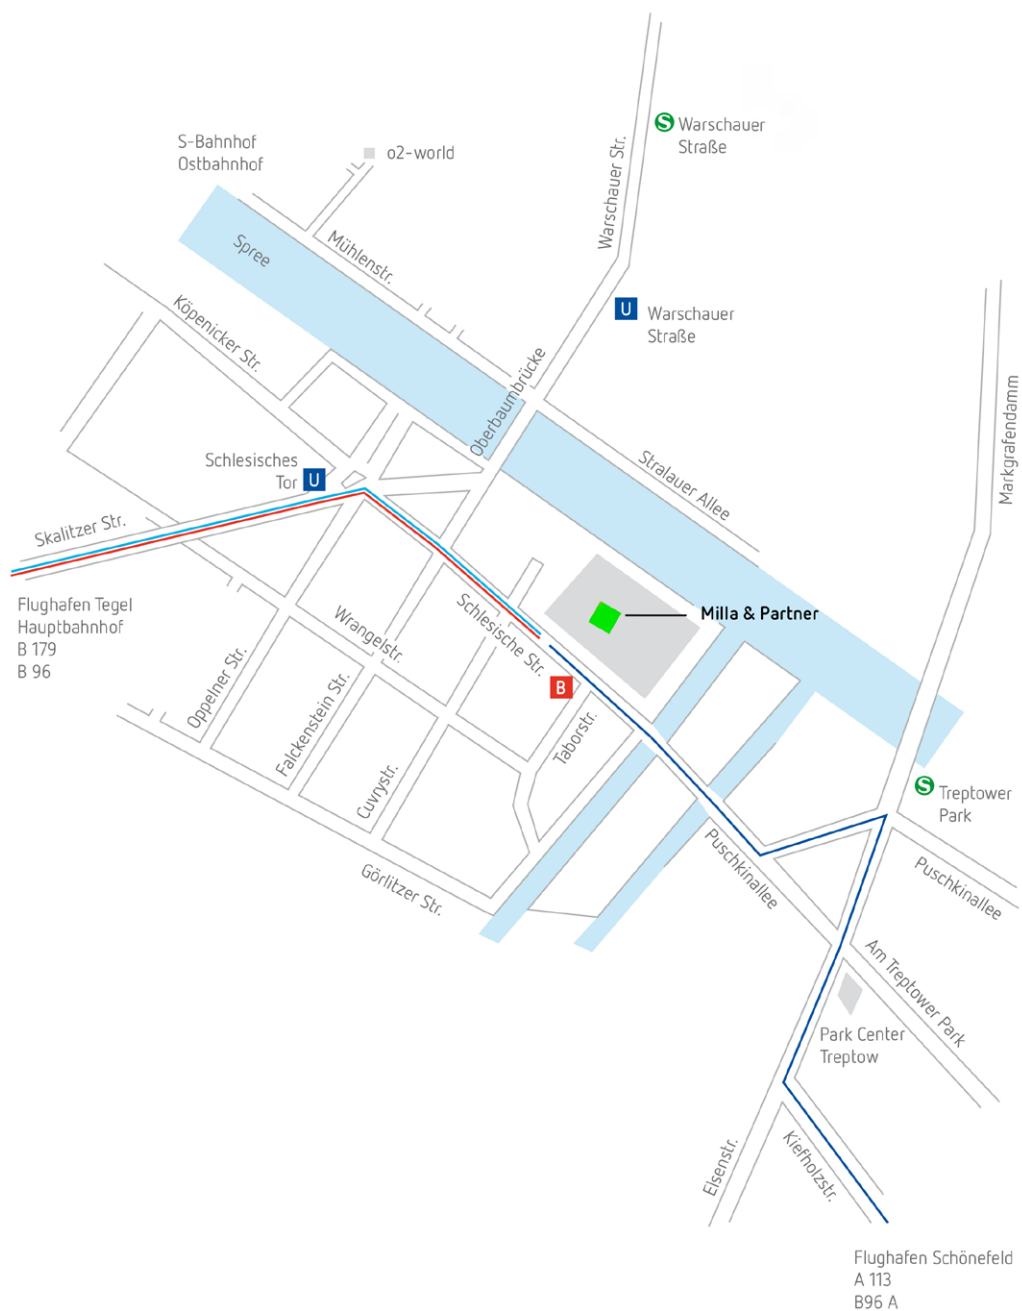 S-Bahnhof
Ostbahnhof
o2-world
S
Warschauer
Straße
Warschauer Str.
Spree
Mühlenstr.
Köpenicker Str.
U
Warschauer
Straße
Oberbaumbrücke
Markgrafendamm
Schlesisches
Tor
U
Stralauer Allee
Skalitzer Str.
Flughafen Tegel
Hauptbahnhof
B 179
B 96
Milla & Partner
Schlesische Str.
Wrangelstr.
B
Oppelner Str.
Falckenstein Str.
Cuvrystr.
Taborstr.
S
Treptower
Park
Puschkinallee
Puschkinallee
Görlitzer Str.
Am Treptower Park
Park Center
Treptow
Elsenstr.
Kiefholzstr.
Flughafen Schönefeld
A 113
B96 A